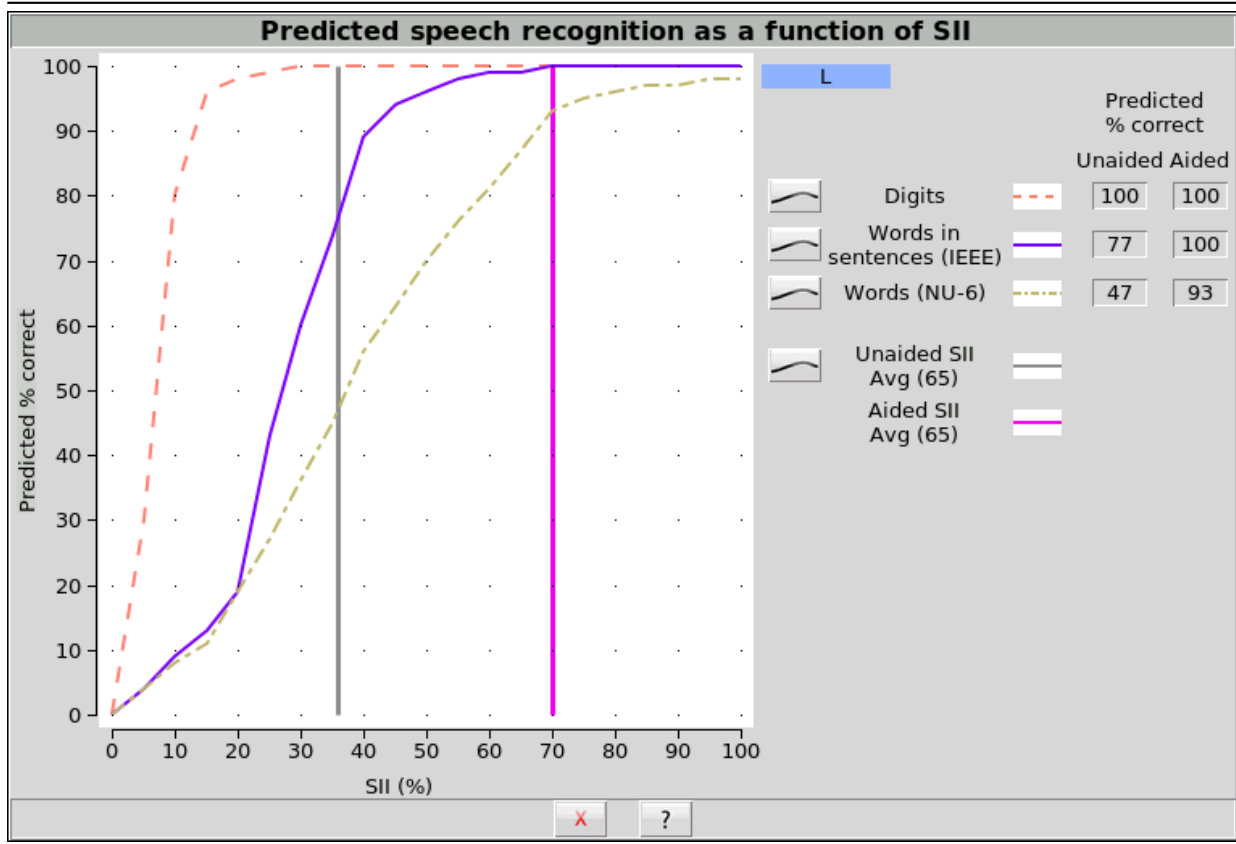 Predicted speech recognition as a function of SII
L
Predicted
% correct
Unaided Aided
Digits 100 100
Words in
sentences (IEEE) 77 100
Words (NU-6) 47 93
Unaided SII
Avg (65)
Aided SII
Avg (65)
Predicted % correct
100
90
80
70
60
50
40
30
20
10
0
0 10 20 30 40 50 60 70 80 90 100
SII (%)
X ?